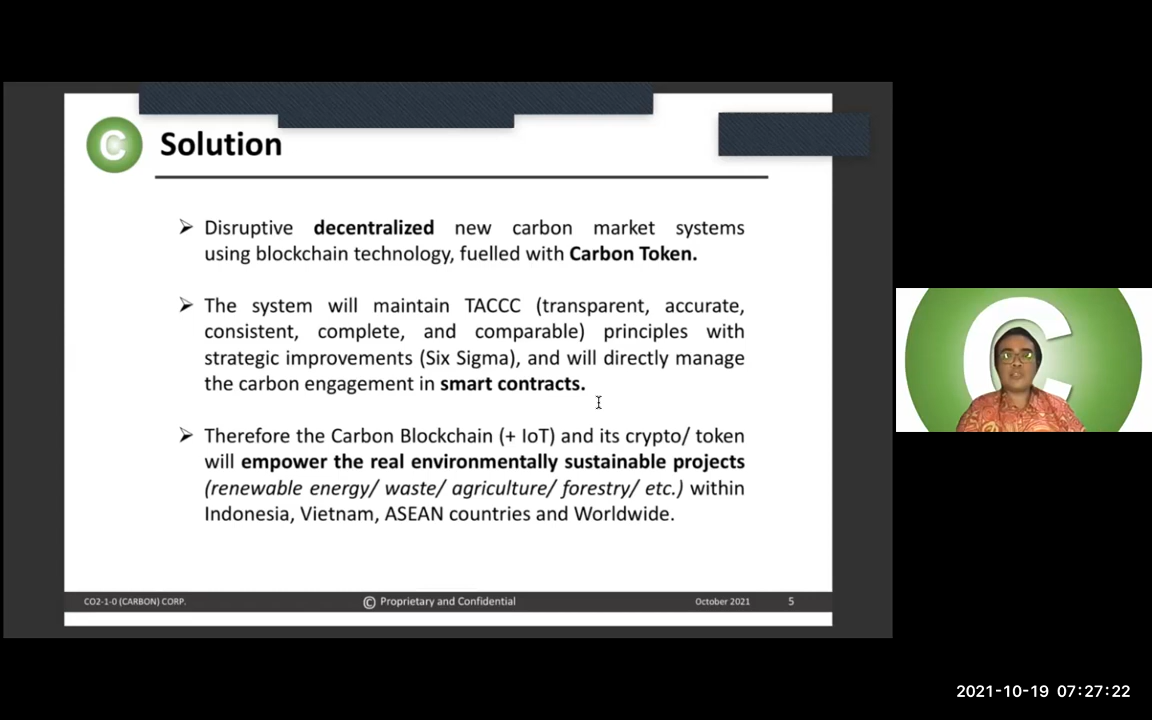 C
Solution
➢ Disruptive decentralized new carbon market systems
using blockchain technology, fuelled with Carbon Token.
➢ The system will maintain TACCC (transparent, accurate,
consistent, complete, and comparable) principles with
strategic improvements (Six Sigma), and will directly manage
the carbon engagement in smart contracts.
➢ Therefore the Carbon Blockchain (+ IoT) and its crypto/ token
will empower the real environmentally sustainable projects
(renewable energy/ waste/ agriculture/ forestry/ etc.) within
Indonesia, Vietnam, ASEAN countries and Worldwide.
CO2-1-0 (CARBON) CORP. © Proprietary and Confidential October 2021 5
C
2021-10-19 07:27:22